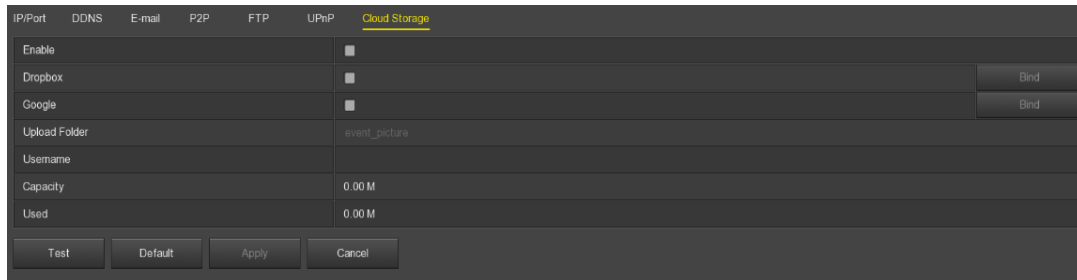 IP/Port DDNS E-mail P2P FTP UPnP Cloud Storage
Enable
Dropbox Bind
Google Bind
Upload Folder event_picture
Username
Capacity 0.00 M
Used 0.00 M
Test Default Apply Cancel